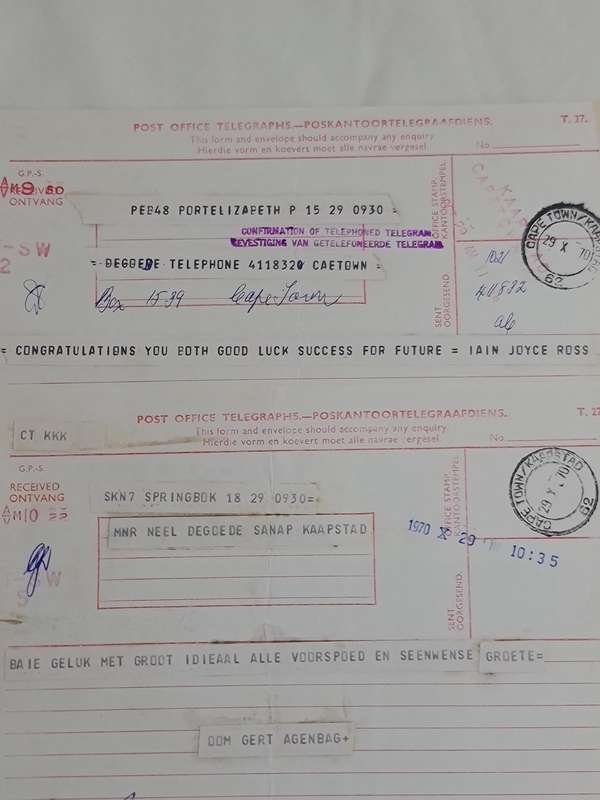 POST OFFICE TELEGRAPHS.—POSKANTOORTELEGRAAFDIENS. T. 27.
This form and envelope should accompany any enquiry.
Hierdie vorm en koevert moet alle navrae vergesel. No.
G.P.-S.
RECEIVED
ONTVANG
PEB48 PORTELIZABETH P 15 29 0930 =
CONFIRMATION OF TELEPHONED TELEGRAM
BEVESTIGING VAN GETELEFONEERDE TELEGRAM
= DEGOEDE TELEPHONE 4118320 CAETOWN =
Box 1539 Cape Town
OFFICE STAMP.
KANTOORSTEMPEL.
SENT
OORGESEND.
CAPE TOWN/KAAPSTAD
29 X 70
62
411832
= CONGRATULATIONS YOU BOTH GOOD LUCK SUCCESS FOR FUTURE = IAIN JOYCE ROSS
POST OFFICE TELEGRAPHS.—POSKANTOORTELEGRAAFDIENS. T. 27
CT KKK
This form and envelope should accompany any enquiry.
Hierdie vorm en koevert moet alle navrae vergesel. No.
G.P.-S.
RECEIVED
ONTVANG
SKN7 SPRINGBOK 18 29 0930=
MNR NEEL DEGOEDE SANAP KAAPSTAD
OFFICE STAMP.
KANTOORSTEMPEL.
SENT
OORGESEND.
CAPE TOWN/KAAPSTAD
29 X 70
62
1970 X 29 10:35
BAIE GELUK MET GROOT IDIEAAL ALLE VOORSPOED EN SEENWENSE GROETE=
OOM GERT AGENBAG+